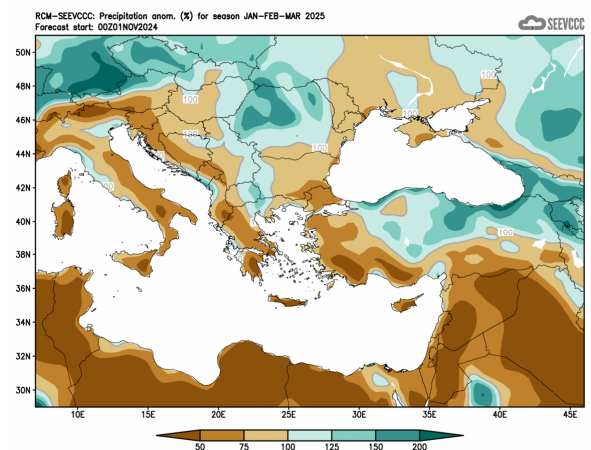 RCM-SEEVCCC: Precipitation anom. (%) for season JAN-FEB-MAR 2025
Forecast start: 00Z01NOV2024
SEEVCCC
50N
48N
46N
44N
42N
40N
38N
36N
34N
32N
30N
100
100
100
100
100
100
10E 15E 20E 25E 30E 35E 40E 45E
50 75 100 125 150 200